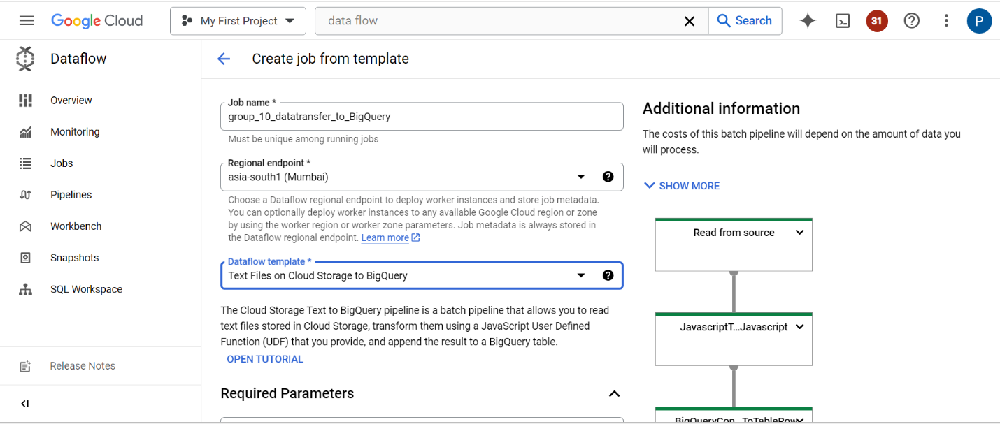 Google Cloud
My First Project
data flow
Search
31
P
Dataflow
Create job from template
Overview
Monitoring
Jobs
Pipelines
Workbench
Snapshots
SQL Workspace
Release Notes
Job name *
group_10_datatransfer_to_BigQuery
Must be unique among running jobs
Regional endpoint *
asia-south1 (Mumbai)
Choose a Dataflow regional endpoint to deploy worker instances and store job metadata.
You can optionally deploy worker instances to any available Google Cloud region or zone
by using the worker region or worker zone parameters. Job metadata is always stored in
the Dataflow regional endpoint. Learn more
Dataflow template *
Text Files on Cloud Storage to BigQuery
The Cloud Storage Text to BigQuery pipeline is a batch pipeline that allows you to read
text files stored in Cloud Storage, transform them using a JavaScript User Defined
Function (UDF) that you provide, and append the result to a BigQuery table.
OPEN TUTORIAL
Required Parameters
Additional information
The costs of this batch pipeline will depend on the amount of data you
will process.
SHOW MORE
Read from source
JavascriptT...Javascript
BigQueryCon...ToTableRow